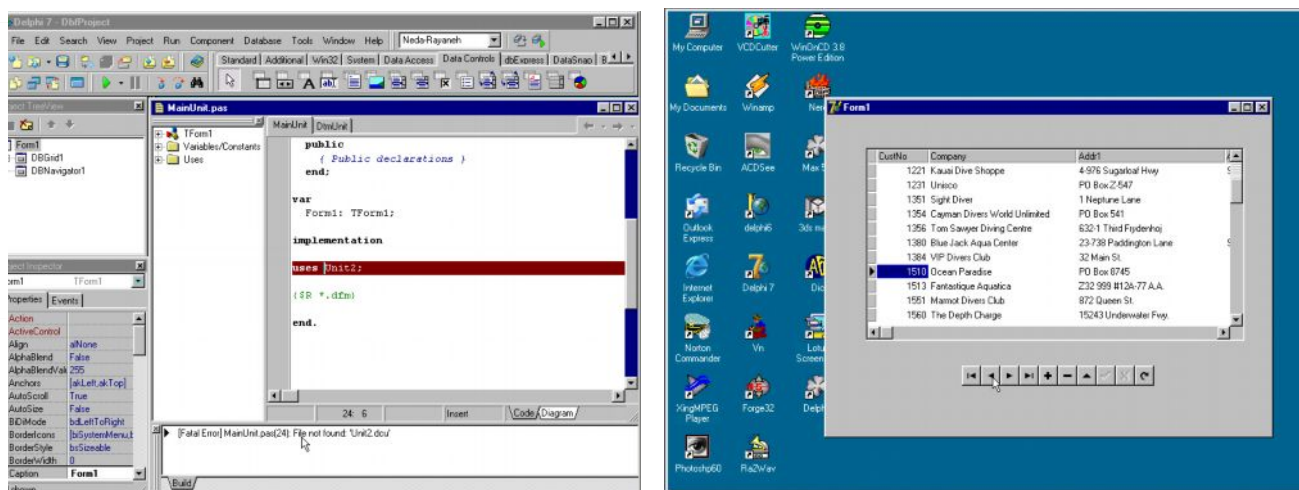 Delphi 7 - DbfProject
File Edit Search View Project Run Component Database Tools Window Help Neda-Rayaneh
Standard Additional Win32 System Data Access Data Controls dbExpress DataSnap B
MainUnit.pas
Form1
DBGrid1
DBNavigator1
TForm1
Variables/Constants
Uses
MainUnit DtmUnit
public
{ Public declarations }
end;
var
Form1: TForm1;
implementation
uses Unit2;
{$R *.dfm}
end.
24: 6 Insert Code Diagram
TForm1
Properties Events
Action
ActiveControl
Align alNone
AlphaBlend False
AlphaBlendVal 255
Anchors [akLeft,akTop]
AutoScroll True
AutoSize False
BiDiMode bdLeftToRight
BorderIcons [biSystemMenu,
BorderStyle bsSizeable
BorderWidth 0
Caption Form1
[Fatal Error] MainUnit.pas(24): File not found: 'Unit2.dcu'
Build
My Computer VCDCutter WinOnCD 3.8 Power Edition
My Documents Winamp
Recycle Bin ACDSee
Outlook Express delphi6
Internet Explorer Delphi 7
Norton Commander Vn
XingMPEG Player Forge32
Photoshp60 Ra2Wav
Form1
CustNo Company Addr1
1221 Kauai Dive Shoppe 4-976 Sugarloaf Hwy
1231 Unisco PO Box Z-547
1351 Sight Diver 1 Neptune Lane
1354 Cayman Divers World Unlimited PO Box 541
1356 Tom Sawyer Diving Centre 632-1 Third Frydenhoj
1380 Blue Jack Aqua Center 23-738 Paddington Lane
1384 VIP Divers Club 32 Main St.
1510 Ocean Paradise PO Box 8745
1513 Fantastique Aquatica Z32 999 #12A-77 A.A.
1551 Marmot Divers Club 872 Queen St.
1560 The Depth Charge 15243 Underwater Fwy.